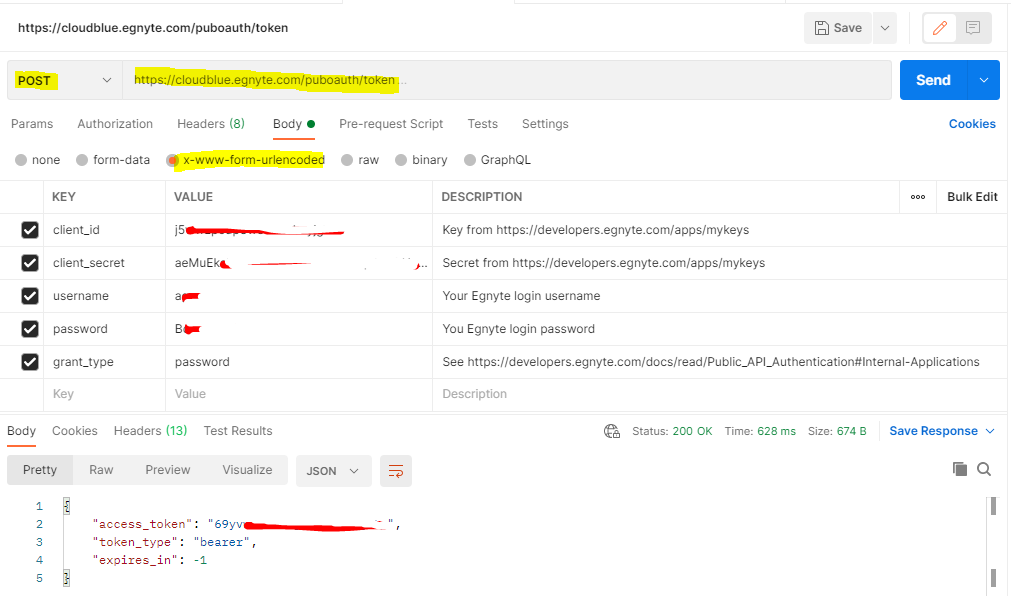 https://cloudblue.egnyte.com/puboauth/token
Save
POST https://cloudblue.egnyte.com/puboauth/token... Send
Params Authorization Headers (8) Body Pre-request Script Tests Settings Cookies
none form-data x-www-form-urlencoded raw binary GraphQL
KEY VALUE DESCRIPTION ooo Bulk Edit
client_id j5 Key from https://developers.egnyte.com/apps/mykeys
client_secret aeMuEk ... Secret from https://developers.egnyte.com/apps/mykeys
username a Your Egnyte login username
password B You Egnyte login password
grant_type password See https://developers.egnyte.com/docs/read/Public_API_Authentication#Internal-Applications
Key Value Description
Body Cookies Headers (13) Test Results Status: 200 OK Time: 628 ms Size: 674 B Save Response
Pretty Raw Preview Visualize JSON
1 {
2 "access_token": "69yv ",
3 "token_type": "bearer",
4 "expires_in": -1
5 }